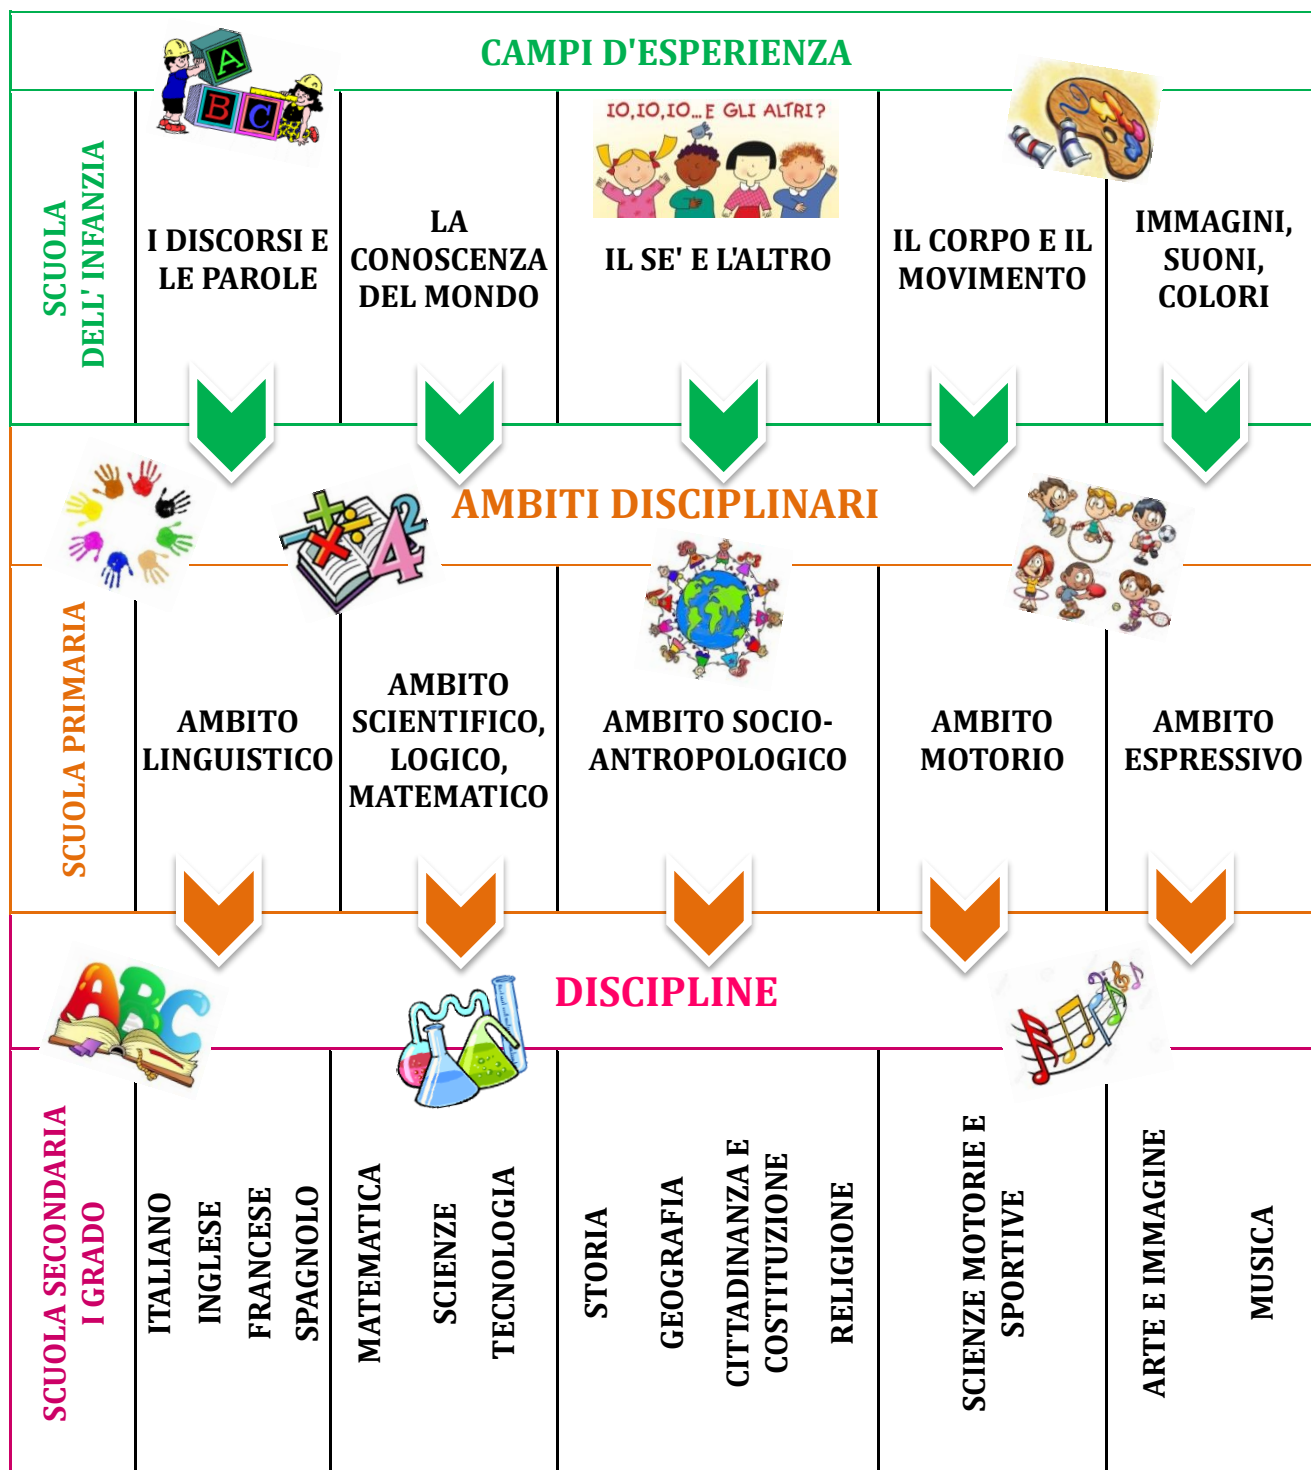 CAMPI D'ESPERIENZA
A
B C
IO,IO,IO...E GLI ALTRI?
SCUOLA
DELL' INFANZIA
I DISCORSI E
LE PAROLE
LA
CONOSCENZA
DEL MONDO
IL SE' E L'ALTRO
IL CORPO E IL
MOVIMENTO
IMMAGINI,
SUONI,
COLORI
AMBITI DISCIPLINARI
42
SCUOLA PRIMARIA
AMBITO
LINGUISTICO
AMBITO
SCIENTIFICO,
LOGICO,
MATEMATICO
AMBITO SOCIO-
ANTROPOLOGICO
AMBITO
MOTORIO
AMBITO
ESPRESSIVO
DISCIPLINE
ABC
SCUOLA SECONDARIA
I GRADO
ITALIANO
INGLESE
FRANCESE
SPAGNOLO
MATEMATICA
SCIENZE
TECNOLOGIA
STORIA
GEOGRAFIA
CITTADINANZA E
COSTITUZIONE
RELIGIONE
SCIENZE MOTORIE E
SPORTIVE
ARTE E IMMAGINE
MUSICA